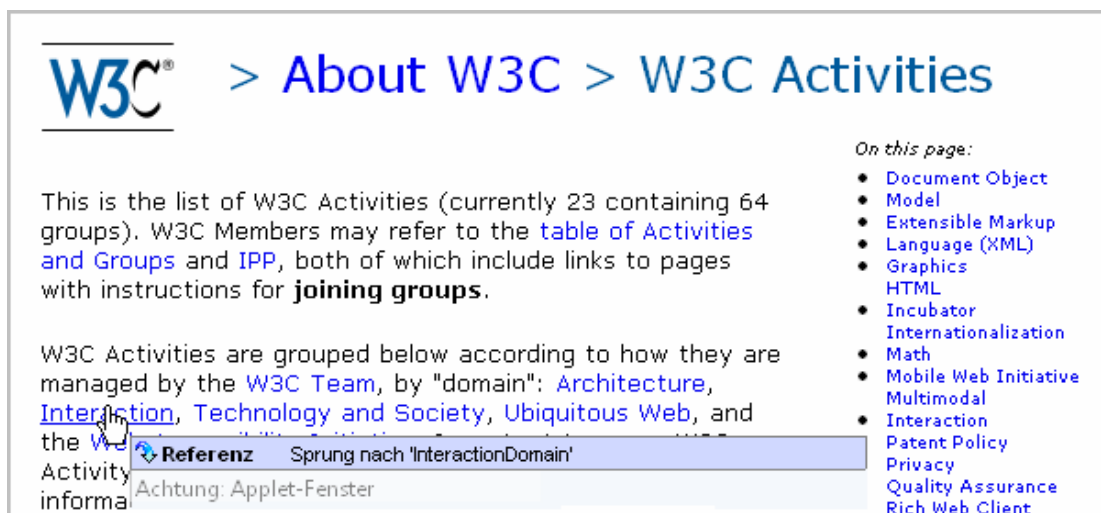 W3C® > About W3C > W3C Activities
This is the list of W3C Activities (currently 23 containing 64
groups). W3C Members may refer to the table of Activities
and Groups and IPP, both of which include links to pages
with instructions for joining groups.
W3C Activities are grouped below according to how they are
managed by the W3C Team, by "domain": Architecture,
Interaction, Technology and Society, Ubiquitous Web, and
the
Activity
Referenz Sprung nach 'InteractionDomain'
Achtung: Applet-Fenster
On this page:
Document Object
Model
Extensible Markup
Language (XML)
Graphics
HTML
Incubator
Internationalization
Math
Mobile Web Initiative
Multimodal
Interaction
Patent Policy
Privacy
Quality Assurance
Rich Web Client